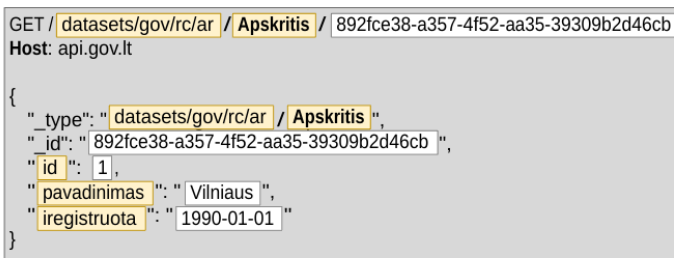 GET / datasets/gov/rc/ar / Apskritis / 892fce38-a357-4f52-aa35-39309b2d46cb
Host: api.gov.lt
{
"_type": "datasets/gov/rc/ar / Apskritis",
"_id": "892fce38-a357-4f52-aa35-39309b2d46cb",
"id": 1,
"pavadinimas": "Vilniaus",
"iregistruota": "1990-01-01"
}